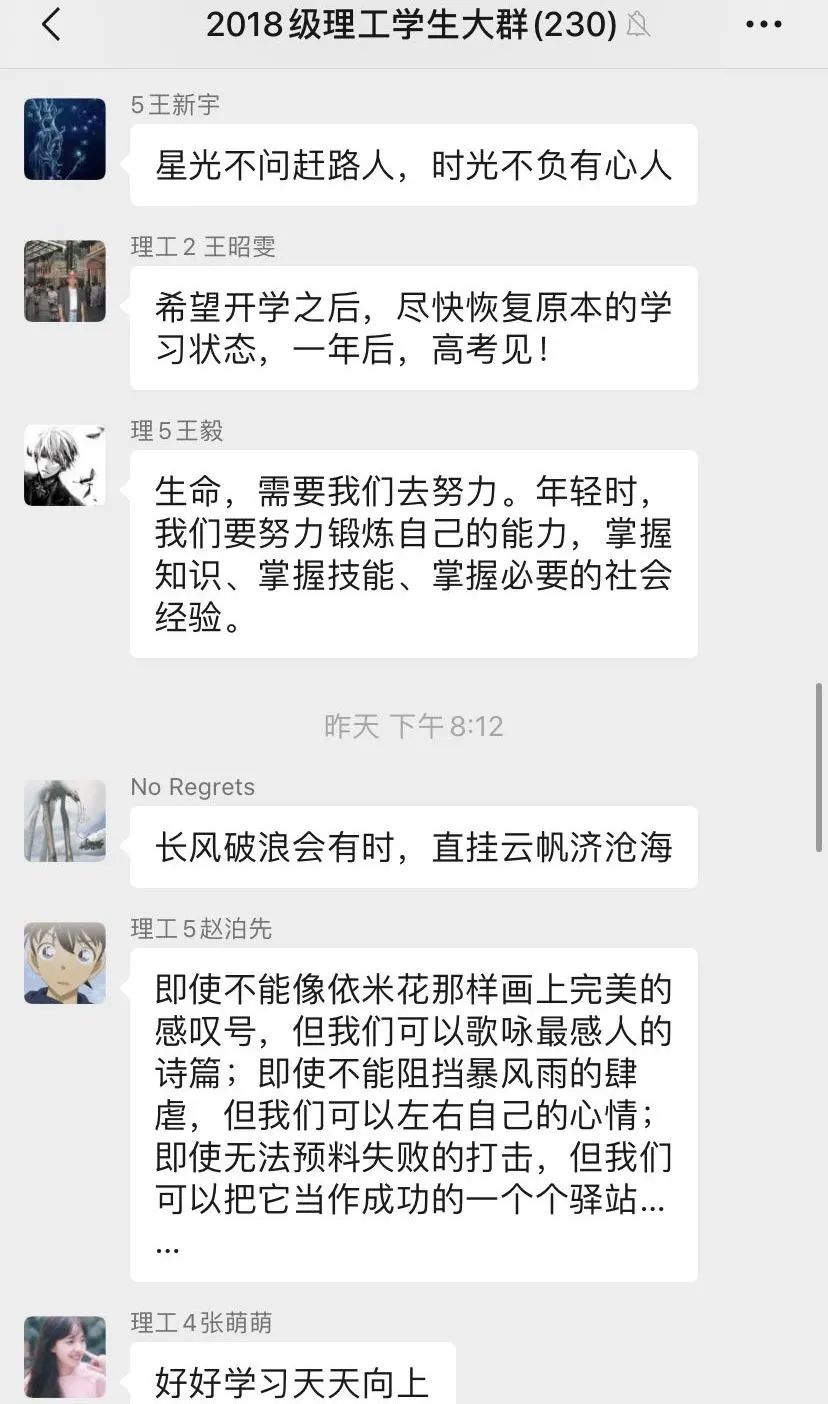 2018级理工学生大群(230)
5王新宇
星光不问赶路人，时光不负有心人
理工2 王昭雯
希望开学之后，尽快恢复原本的学
习状态，一年后，高考见！
理5王毅
生命，需要我们去努力。年轻时，
我们要努力锻炼自己的能力，掌握
知识、掌握技能、掌握必要的社会
经验。
昨天 下午8:12
No Regrets
长风破浪会有时，直挂云帆济沧海
理工5赵泊先
即使不能像依米花那样画上完美的
感叹号，但我们可以歌咏最感人的
诗篇；即使不能阻挡暴风雨的肆
虐，但我们可以左右自己的心情；
即使无法预料失败的打击，但我们
可以把它当作成功的一个个驿站...
...
理工4张萌萌
好好学习天天向上